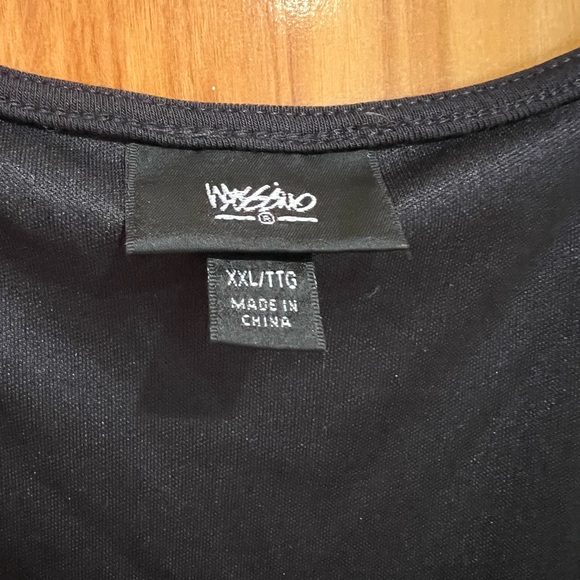 Mossimo
®
XXL/TTG
MADE IN
CHINA